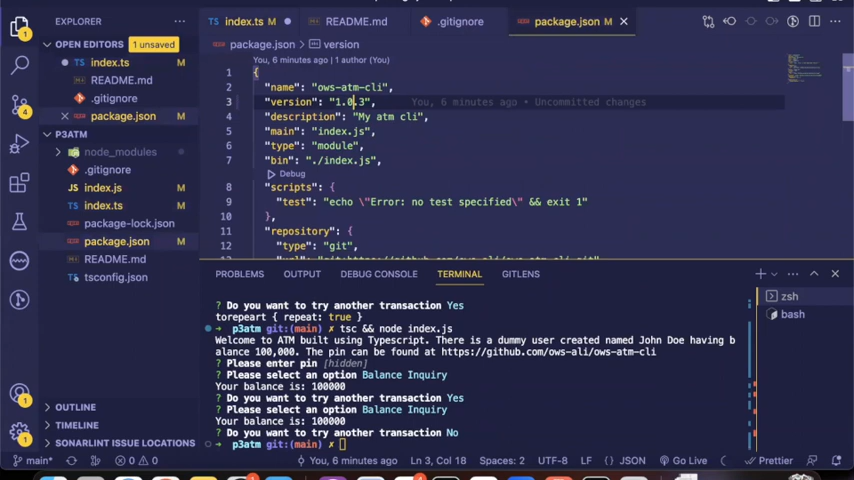 EXPLORER
index.ts
README.md
.gitignore
package.json M
OPEN EDITORS 1 unsaved
index.ts M
README.md
.gitignore
package.json M
P3ATM
node_modules
.gitignore
index.js M
index.ts M
package-lock.json
package.json M
README.md
tsconfig.json
OUTLINE
TIMELINE
SONARLINT ISSUE LOCATIONS
package.json > version
You, 6 minutes ago | 1 author (You)
1 {
2 "name": "ows-atm-cli",
3 "version": "1.0.3", You, 6 minutes ago • Uncommitted changes
4 "description": "My atm cli",
5 "main": "index.js",
6 "type": "module",
7 "bin": "./index.js",
Debug
8 "scripts": {
9 "test": "echo \"Error: no test specified\" && exit 1"
10 },
11 "repository": {
12 "type": "git",
PROBLEMS OUTPUT DEBUG CONSOLE TERMINAL GITLENS
? Do you want to try another transaction Yes
torepeart { repeat: true }
➜ p3atm git:(main) ✗ tsc && node index.js
Welcome to ATM built using Typescript. There is a dummy user created named John Doe having b
alance 100,000. The pin can be found at https://github.com/ows-ali/ows-atm-cli
? Please enter pin [hidden]
? Please select an option Balance Inquiry
Your balance is: 100000
? Do you want to try another transaction Yes
? Please select an option Balance Inquiry
Your balance is: 100000
? Do you want to try another transaction No
➜ p3atm git:(main) ✗
zsh
bash
main* 0 0 You, 6 minutes ago Ln 3, Col 18 Spaces: 2 UTF-8 LF {} JSON Go Live Prettier